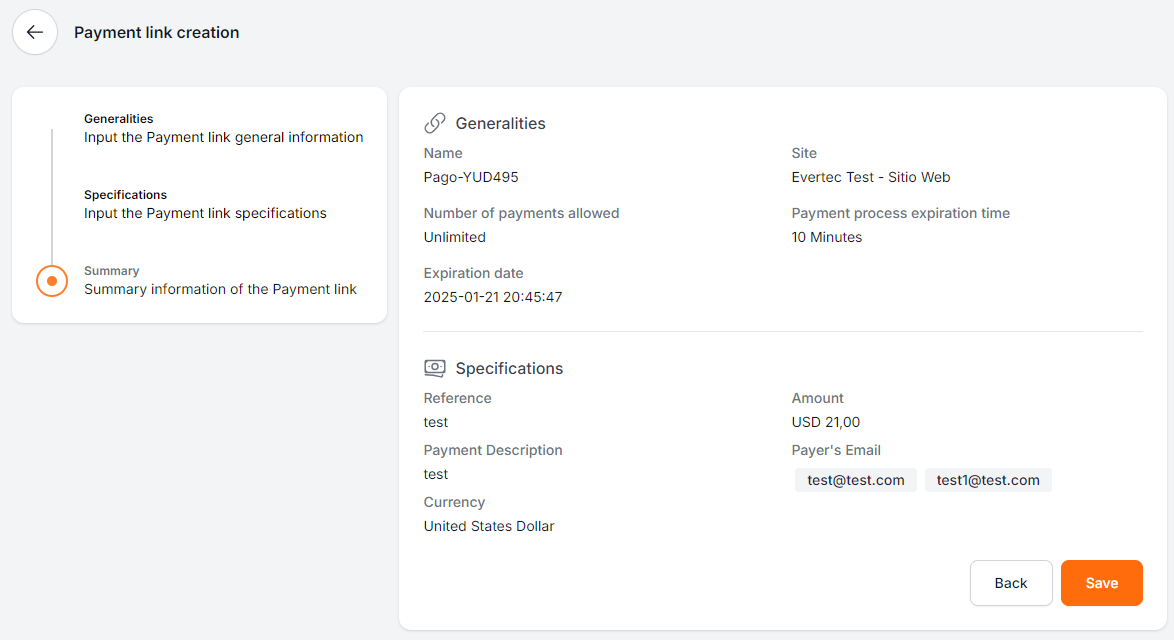 Payment link creation
Generalities
Input the Payment link general information
Specifications
Input the Payment link specifications
Summary
Summary information of the Payment link
Generalities
Name
Pago-YUD495
Site
Evertec Test - Sitio Web
Number of payments allowed
Unlimited
Payment process expiration time
10 Minutes
Expiration date
2025-01-21 20:45:47
Specifications
Reference
test
Amount
USD 21,00
Payment Description
test
Payer's Email
test@test.com test1@test.com
Currency
United States Dollar
Back Save